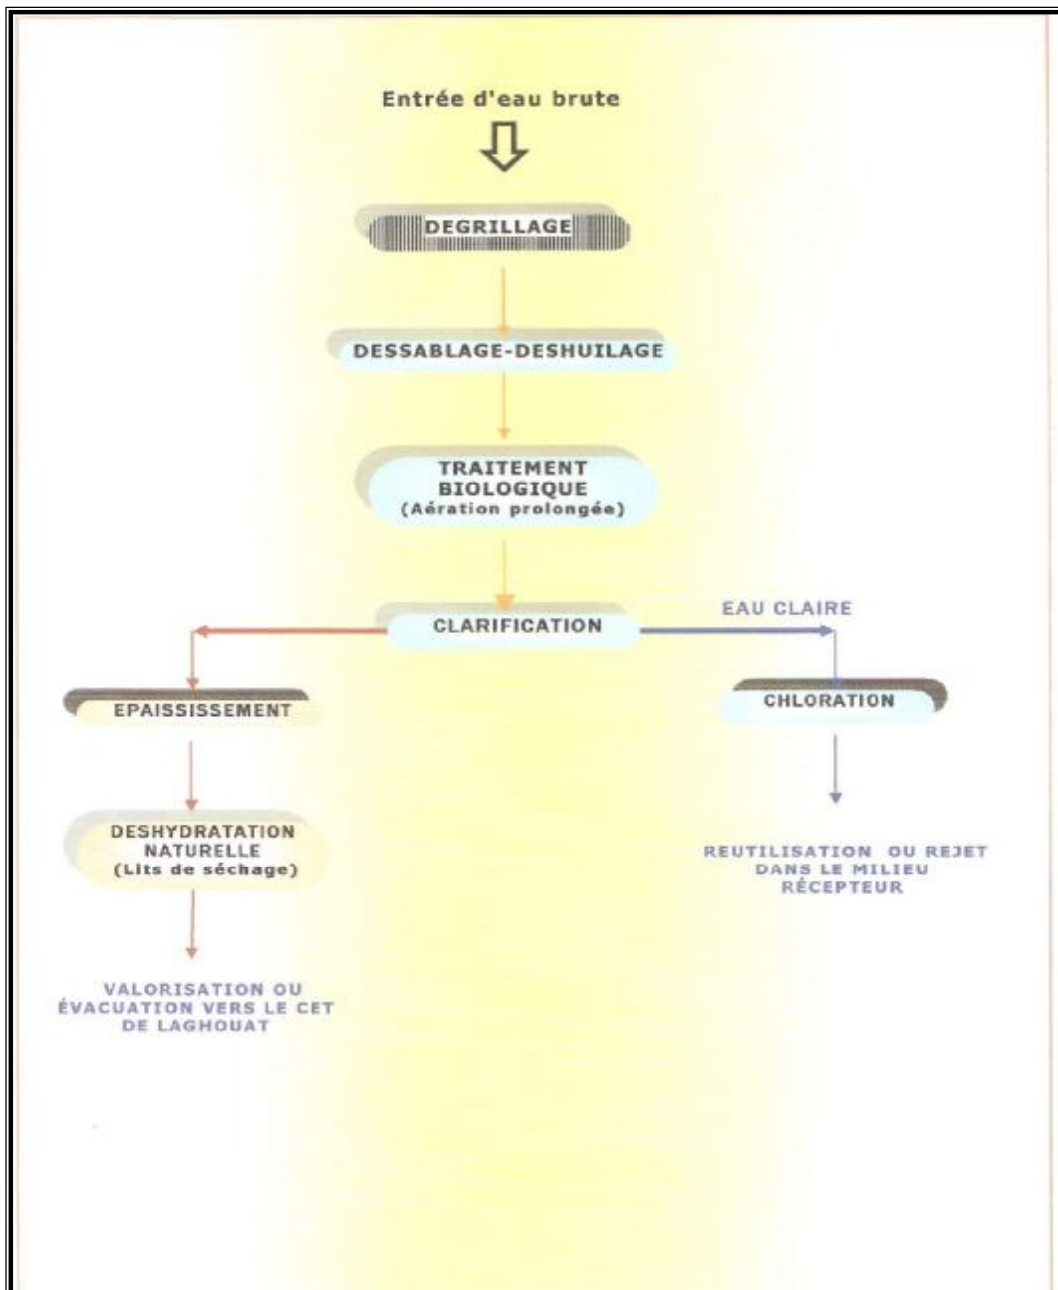 Entrée d'eau brute
DEGRILLAGE
DESSABLAGE-DESHUILAGE
TRAITEMENT
BIOLOGIQUE
(Aération prolongée)
CLARIFICATION
EAU CLAIRE
EPAISSISSEMENT
CHLORATION
DESHYDRATATION
NATURELLE
(Lits de séchage)
REUTILISATION OU REJET
DANS LE MILIEU
RÉCEPTEUR
VALORISATION OU
ÉVACUATION VERS LE CET
DE LAGHOUAT